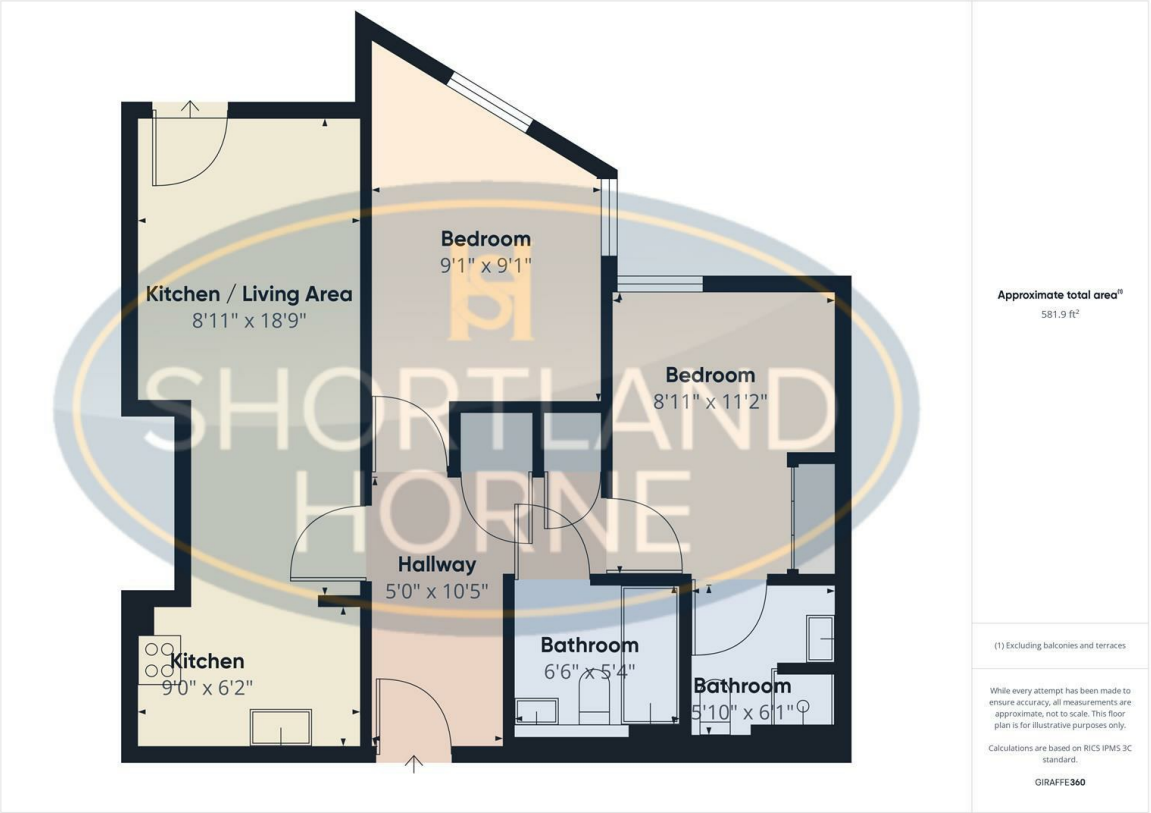 Bedroom
9'1" x 9'1"
Kitchen / Living Area
8'11" x 18'9"
SH
SHORTLAND
HORNE
Bedroom
8'11" x 11'2"
Hallway
5'0" x 10'5"
Bathroom
6'6" x 5'4"
Kitchen
9'0" x 6'2"
Bathroom
5'10" x 6'1"
Approximate total area(1)
581.9 ft²
(1) Excluding balconies and terraces
While every attempt has been made to
ensure accuracy, all measurements are
approximate, not to scale. This floor
plan is for illustrative purposes only.
Calculations are based on RICS IPMS 3C
standard.
GIRAFFE360